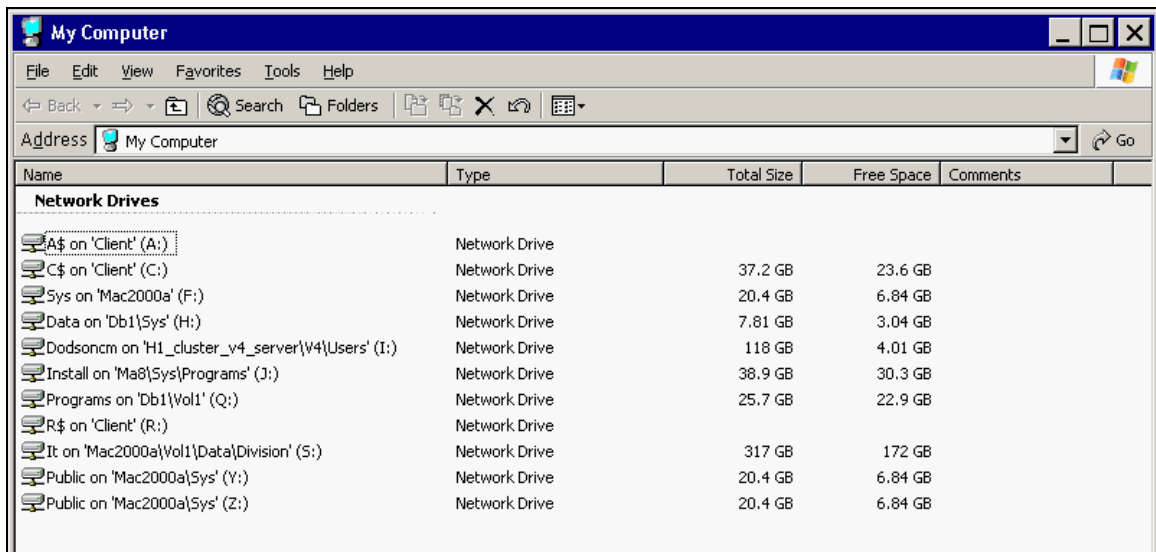 My Computer
File Edit View Favorites Tools Help
Back Search Folders
Address My Computer Go
Name Type Total Size Free Space Comments
Network Drives
A$ on 'Client' (A:) Network Drive
C$ on 'Client' (C:) Network Drive 37.2 GB 23.6 GB
Sys on 'Mac2000a' (F:) Network Drive 20.4 GB 6.84 GB
Data on 'Db1\Sys' (H:) Network Drive 7.81 GB 3.04 GB
Dodsoncm on 'H1_cluster_v4_server\V4\Users' (I:) Network Drive 118 GB 4.01 GB
Install on 'Ma8\Sys\Programs' (J:) Network Drive 38.9 GB 30.3 GB
Programs on 'Db1\Vol1' (Q:) Network Drive 25.7 GB 22.9 GB
R$ on 'Client' (R:) Network Drive
It on 'Mac2000a\Vol1\Data\Division' (S:) Network Drive 317 GB 172 GB
Public on 'Mac2000a\Sys' (Y:) Network Drive 20.4 GB 6.84 GB
Public on 'Mac2000a\Sys' (Z:) Network Drive 20.4 GB 6.84 GB